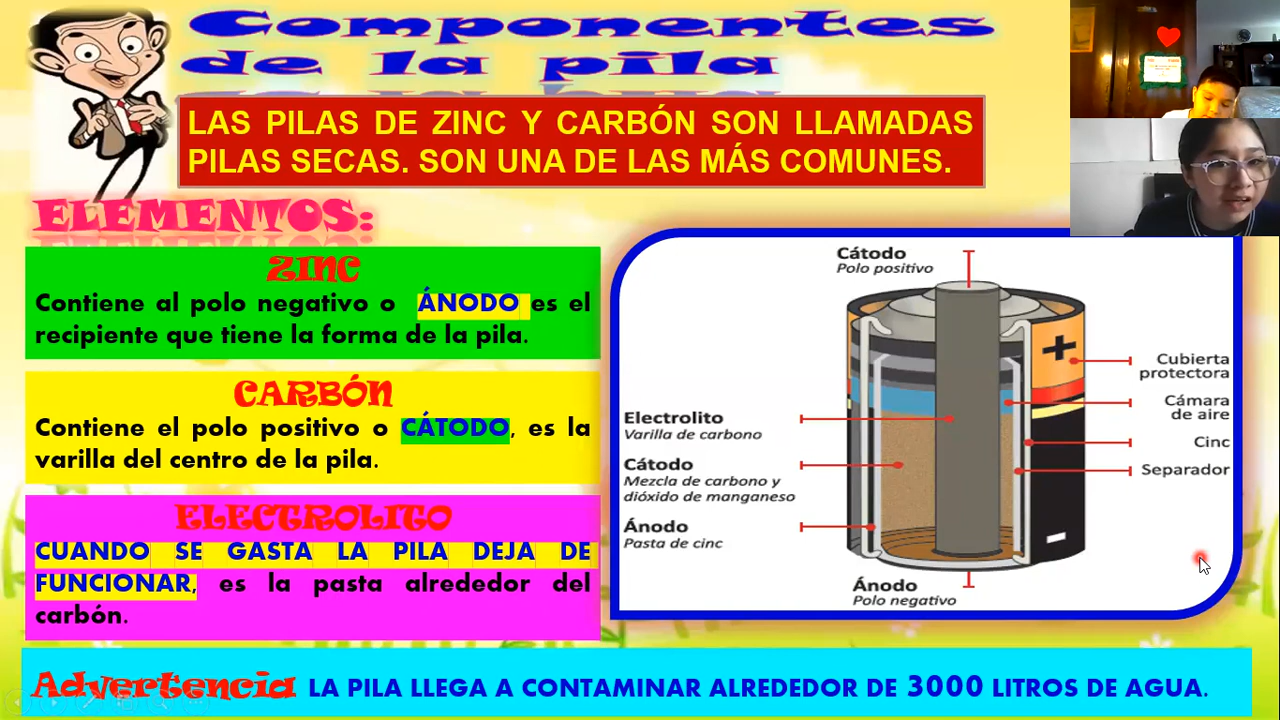 Componentes
de la pila
LAS PILAS DE ZINC Y CARBÓN SON LLAMADAS
PILAS SECAS. SON UNA DE LAS MÁS COMUNES.
ELEMENTOS:
ZINC
Contiene al polo negativo o ÁNODO es el
recipiente que tiene la forma de la pila.
CARBÓN
Contiene el polo positivo o CÁTODO, es la
varilla del centro de la pila.
ELECTROLITO
CUANDO SE GASTA LA PILA DEJA DE
FUNCIONAR, es la pasta alrededor del
carbón.
Cátodo
Polo positivo
+
Cubierta
protectora
Cámara
de aire
Cinc
Separador
Electrolito
Varilla de carbono
Cátodo
Mezcla de carbono y
dióxido de manganeso
Ánodo
Pasta de cinc
-
Ánodo
Polo negativo
Advertencia LA PILA LLEGA A CONTAMINAR ALREDEDOR DE 3000 LITROS DE AGUA.